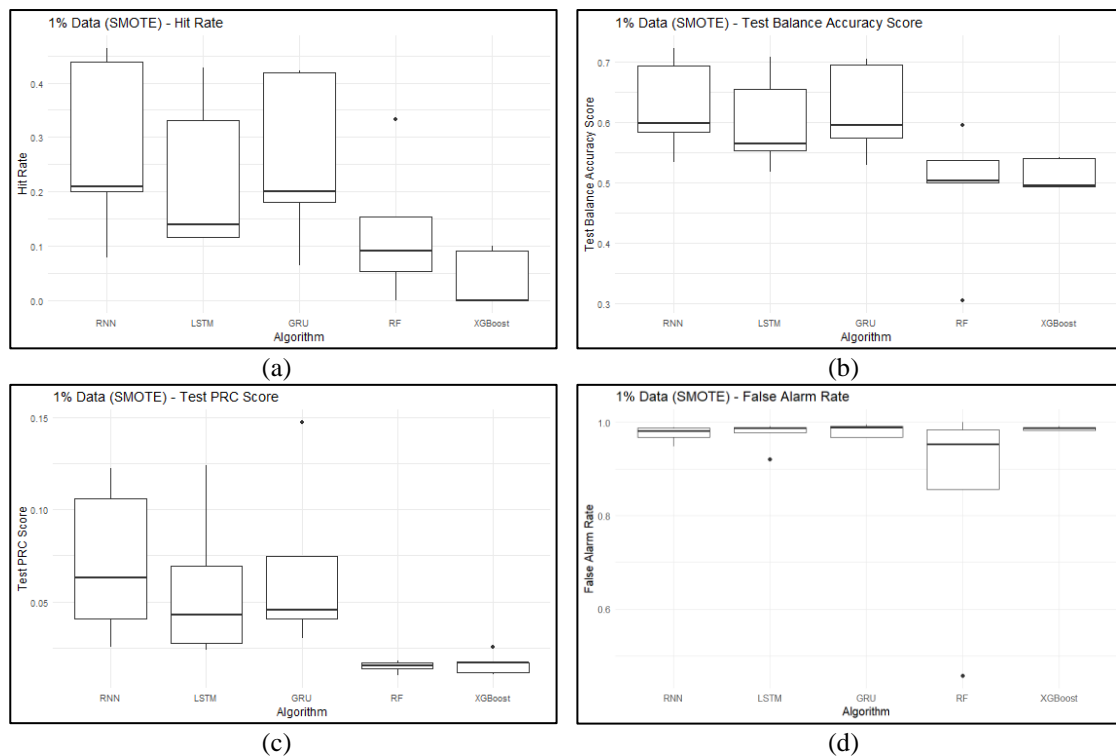 1% Data (SMOTE) - Hit Rate
Hit Rate
0.4
0.3
0.2
0.1
0.0
RNN LSTM GRU RF XGBoost
Algorithm
(a)
1% Data (SMOTE) - Test Balance Accuracy Score
Test Balance Accuracy Score
0.7
0.6
0.5
0.4
0.3
RNN LSTM GRU RF XGBoost
Algorithm
(b)
1% Data (SMOTE) - Test PRC Score
Test PRC Score
0.15
0.10
0.05
RNN LSTM GRU RF XGBoost
Algorithm
(c)
1% Data (SMOTE) - False Alarm Rate
False Alarm Rate
1.0
0.8
0.6
RNN LSTM GRU RF XGBoost
Algorithm
(d)